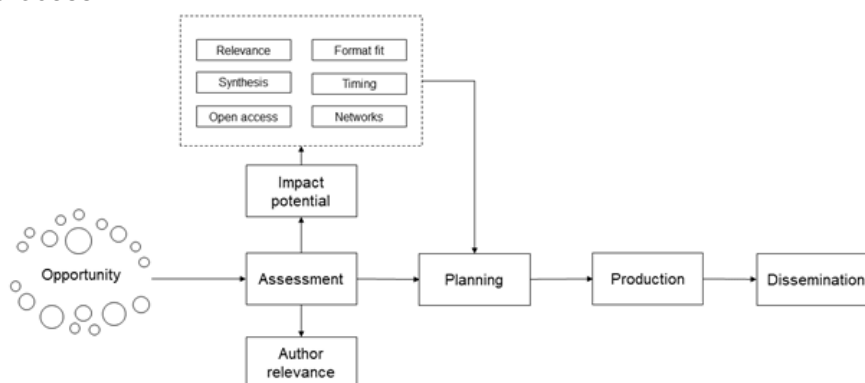 Relevance
Format fit
Synthesis
Timing
Open access
Networks
Impact
potential
Opportunity
Assessment
Planning
Production
Dissemination
Author
relevance